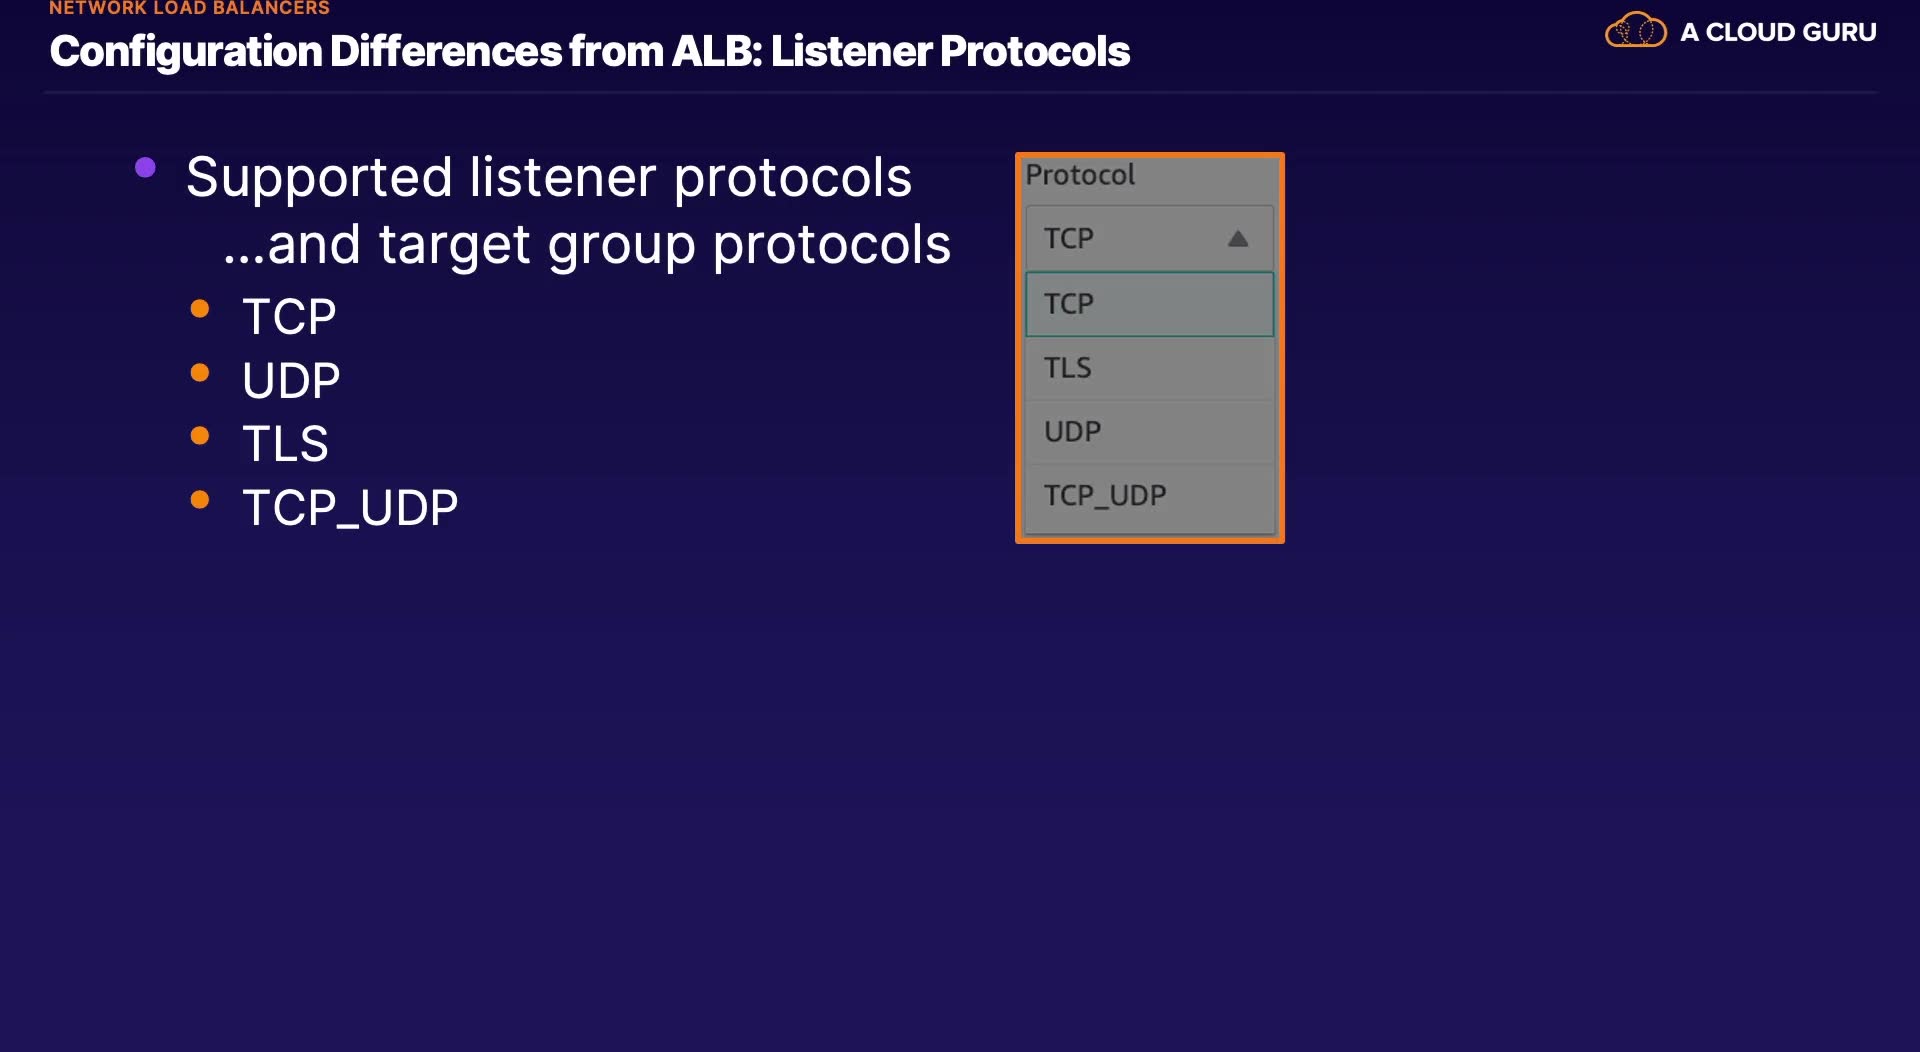 NETWORK LOAD BALANCERS
Configuration Differences from ALB: Listener Protocols
A CLOUD GURU
Supported listener protocols
...and target group protocols
TCP
UDP
TLS
TCP_UDP
Protocol
TCP
TCP
TLS
UDP
TCP_UDP